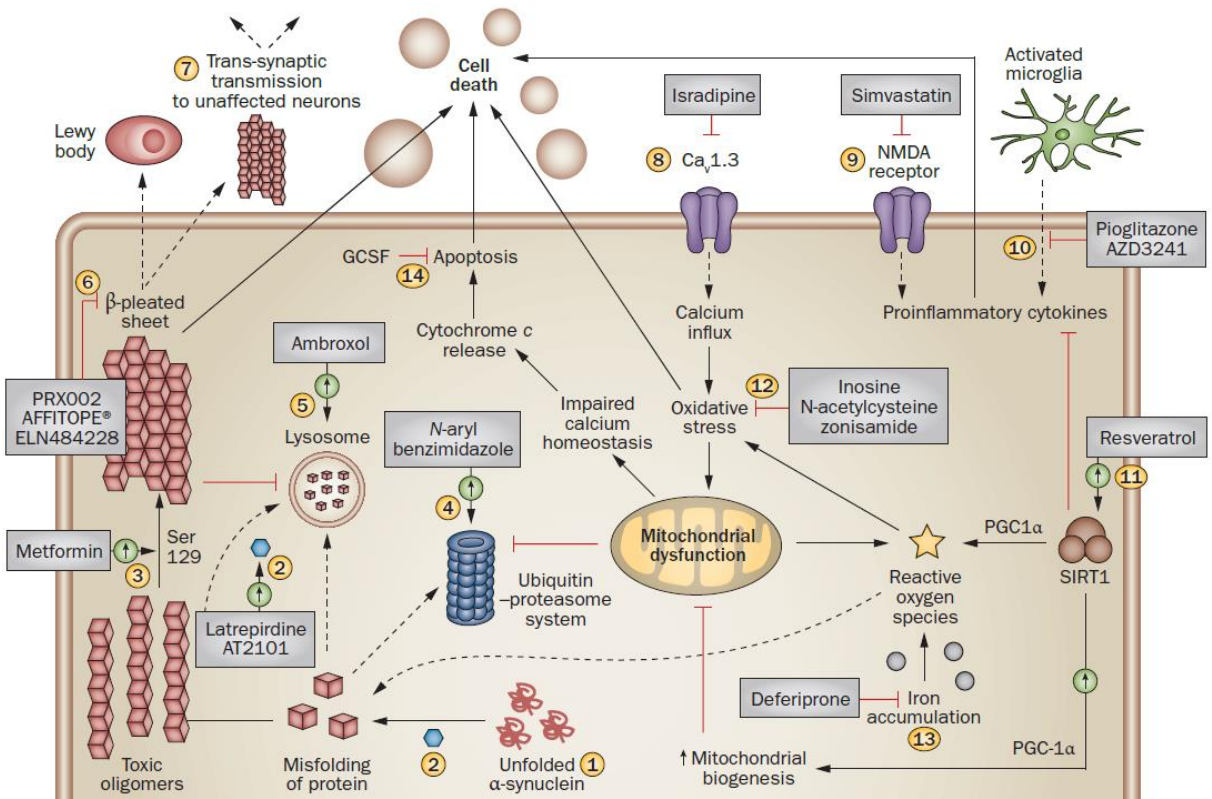 7 Trans-synaptic
transmission
to unaffected neurons
Cell
death
Activated
microglia
Isradipine
Simvastatin
Lewy
body
8 Cav1.3
9 NMDA
receptor
10
Pioglitazone
AZD3241
GCSF
Apoptosis
14
6
β-pleated
sheet
Calcium
influx
Proinflammatory cytokines
Cytochrome c
release
Ambroxol
PRX002
AFFITOPE®
ELN484228
5
Lysosome
N-aryl
benzimidazole
Impaired
calcium
homeostasis
Oxidative
stress
12
Inosine
N-acetylcysteine
zonisamide
Resveratrol
11
4
Metformin
3
Ser
129
2
Mitochondrial
dysfunction
PGC1α
SIRT1
Ubiquitin
–proteasome
system
Reactive
oxygen
species
Latrepirdine
AT2101
Deferiprone
Iron
accumulation
13
PGC-1α
Toxic
oligomers
Misfolding
of protein
2
Unfolded 1
α-synuclein
↑ Mitochondrial
biogenesis